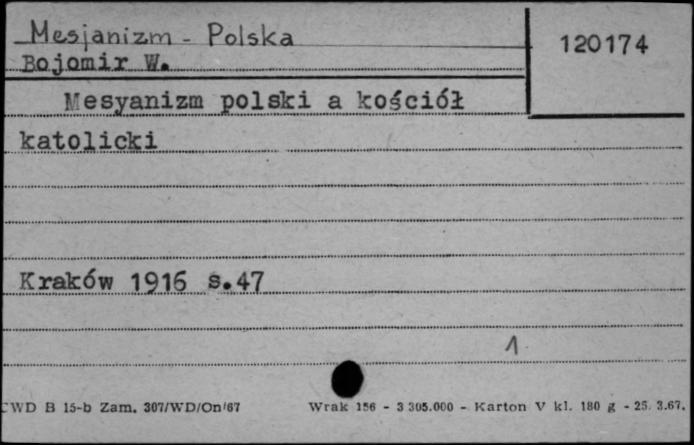 Mesjanizm - Polska
120174
Bojomir W.
Mesyanizm polski a kościół
katolicki
Kraków 1916 s.47
1
CWD B 15-b Zam. 307/WD/On/67 Wrak 156 - 3 305.000 - Karton V kl. 180 g - 25. 3.67.